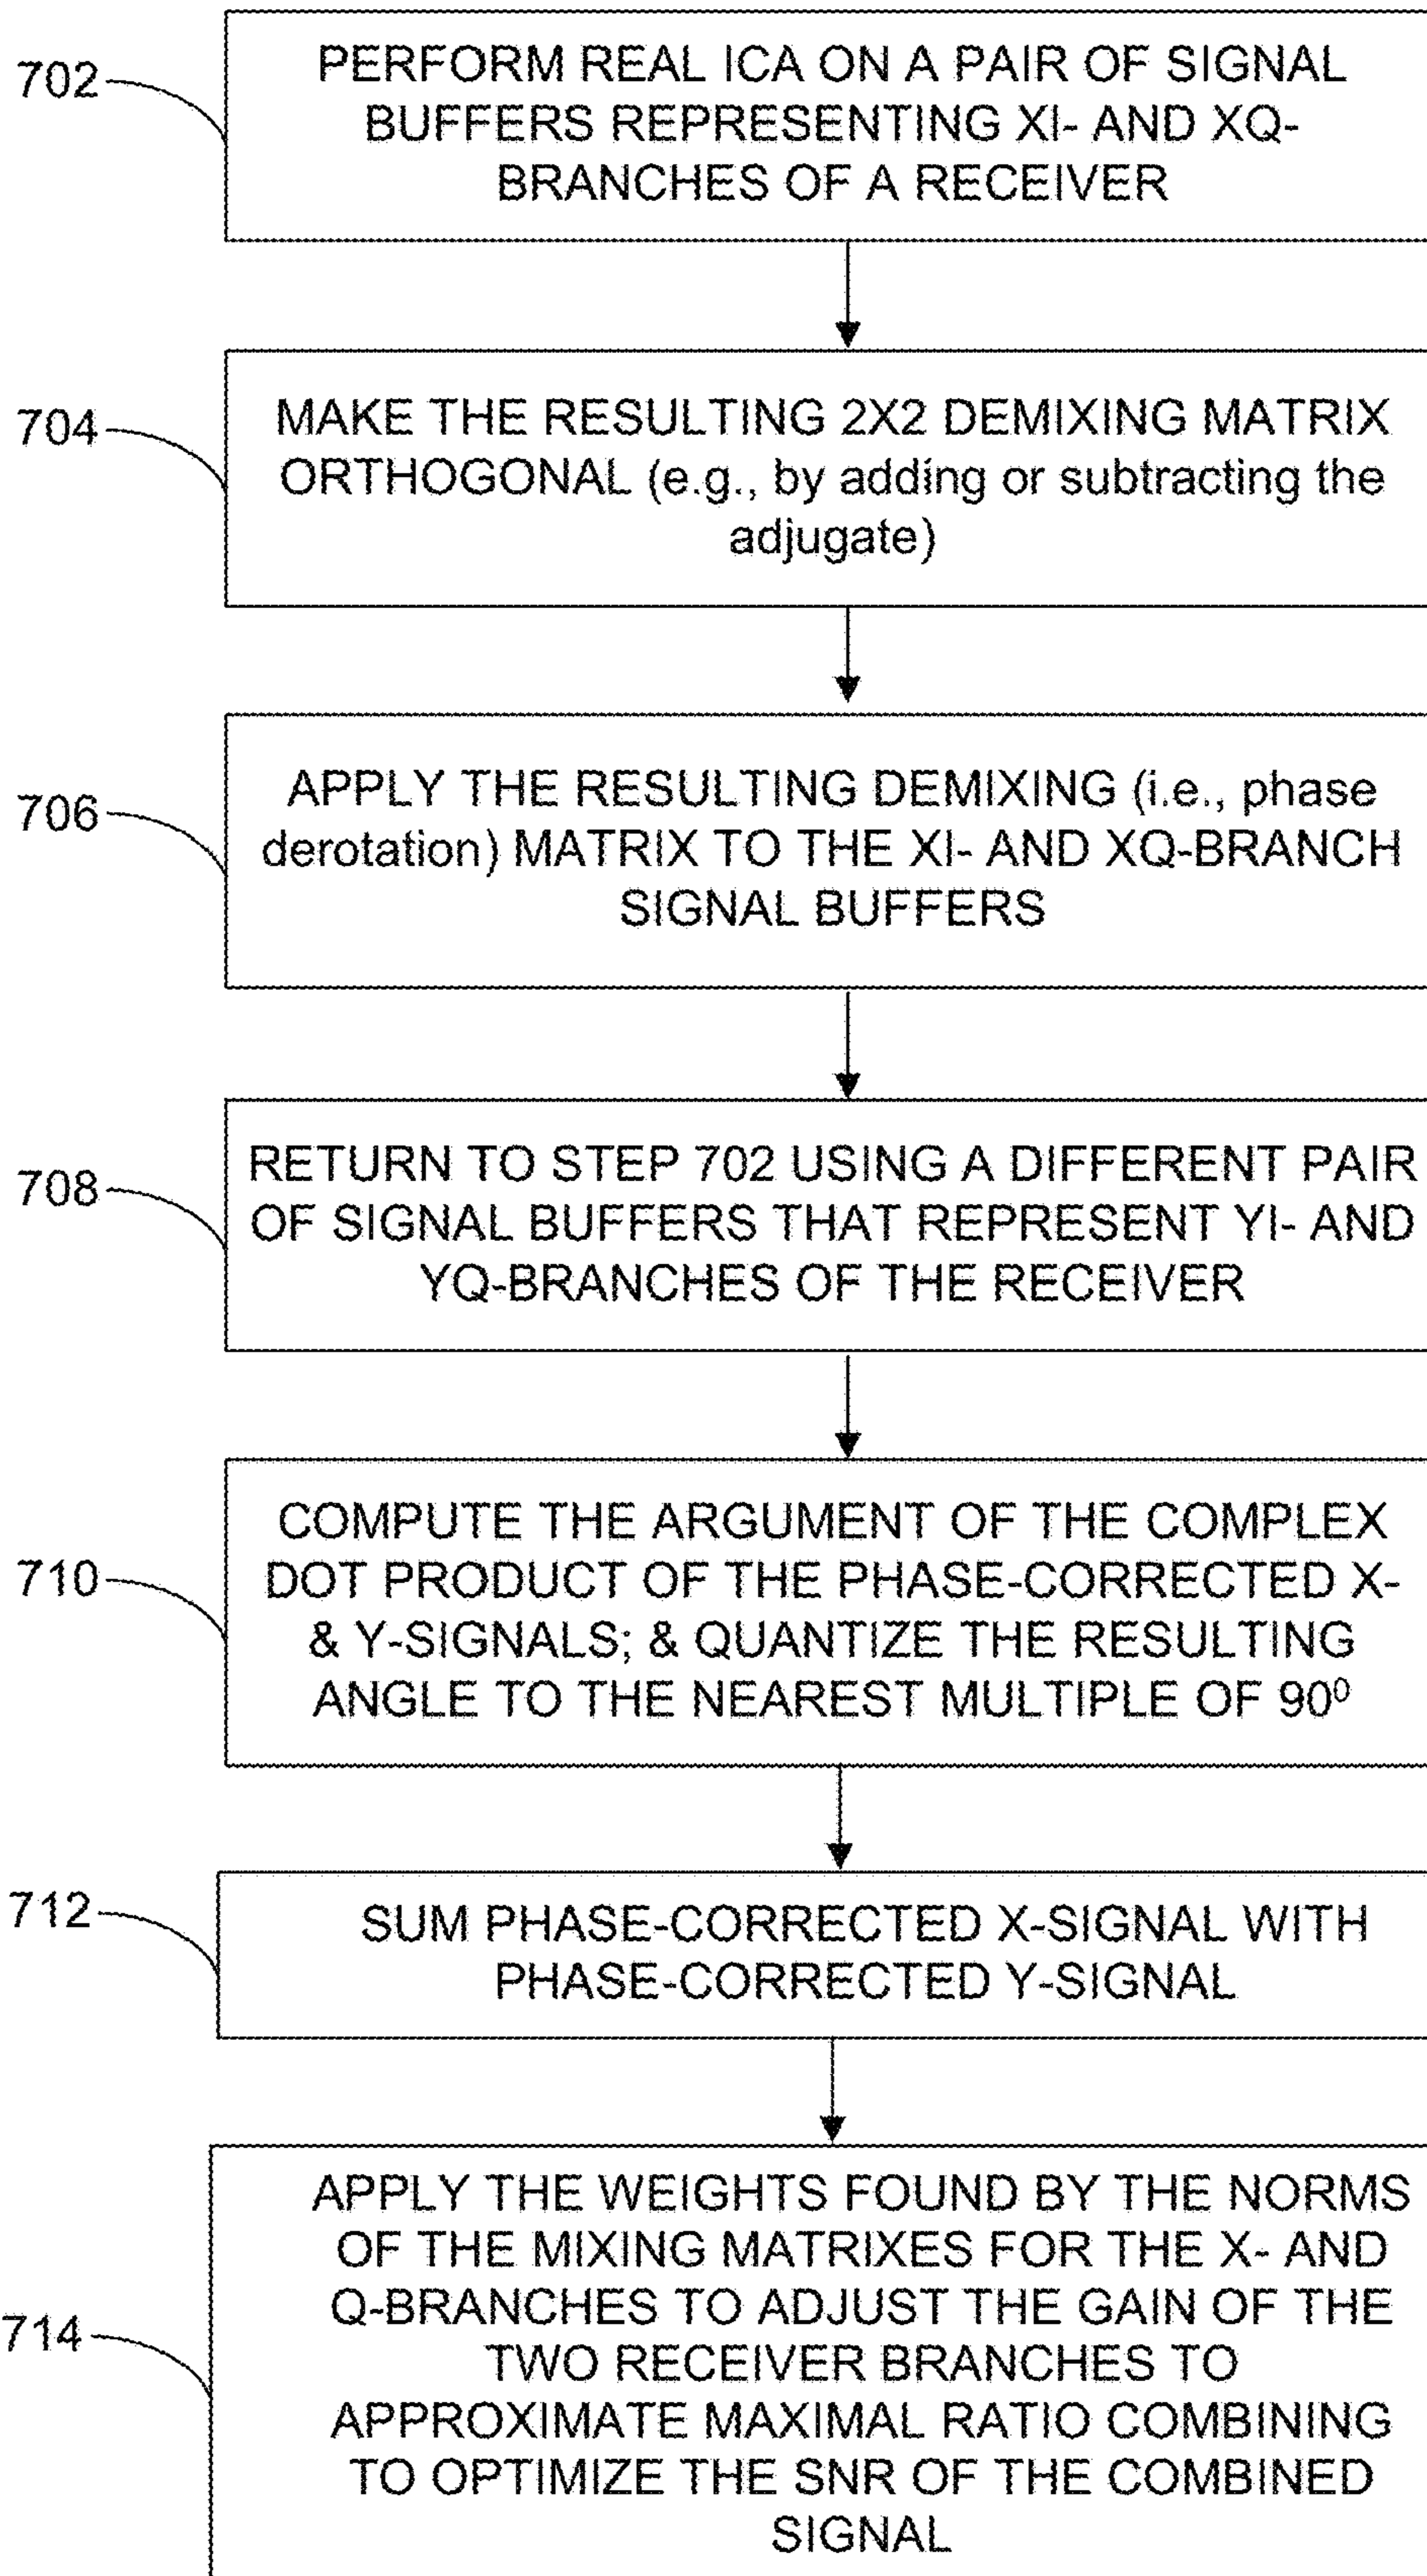 702
PERFORM REAL ICA ON A PAIR OF SIGNAL
BUFFERS REPRESENTING XI- AND XQ-
BRANCHES OF A RECEIVER
704
MAKE THE RESULTING 2X2 DEMIXING MATRIX
ORTHOGONAL (e.g., by adding or subtracting the
adjugate)
706
APPLY THE RESULTING DEMIXING (i.e., phase
derotation) MATRIX TO THE XI- AND XQ-BRANCH
SIGNAL BUFFERS
708
RETURN TO STEP 702 USING A DIFFERENT PAIR
OF SIGNAL BUFFERS THAT REPRESENT YI- AND
YQ-BRANCHES OF THE RECEIVER
710
COMPUTE THE ARGUMENT OF THE COMPLEX
DOT PRODUCT OF THE PHASE-CORRECTED X-
& Y-SIGNALS; & QUANTIZE THE RESULTING
ANGLE TO THE NEAREST MULTIPLE OF 90⁰
712
SUM PHASE-CORRECTED X-SIGNAL WITH
PHASE-CORRECTED Y-SIGNAL
714
APPLY THE WEIGHTS FOUND BY THE NORMS
OF THE MIXING MATRIXES FOR THE X- AND
Q-BRANCHES TO ADJUST THE GAIN OF THE
TWO RECEIVER BRANCHES TO
APPROXIMATE MAXIMAL RATIO COMBINING
TO OPTIMIZE THE SNR OF THE COMBINED
SIGNAL